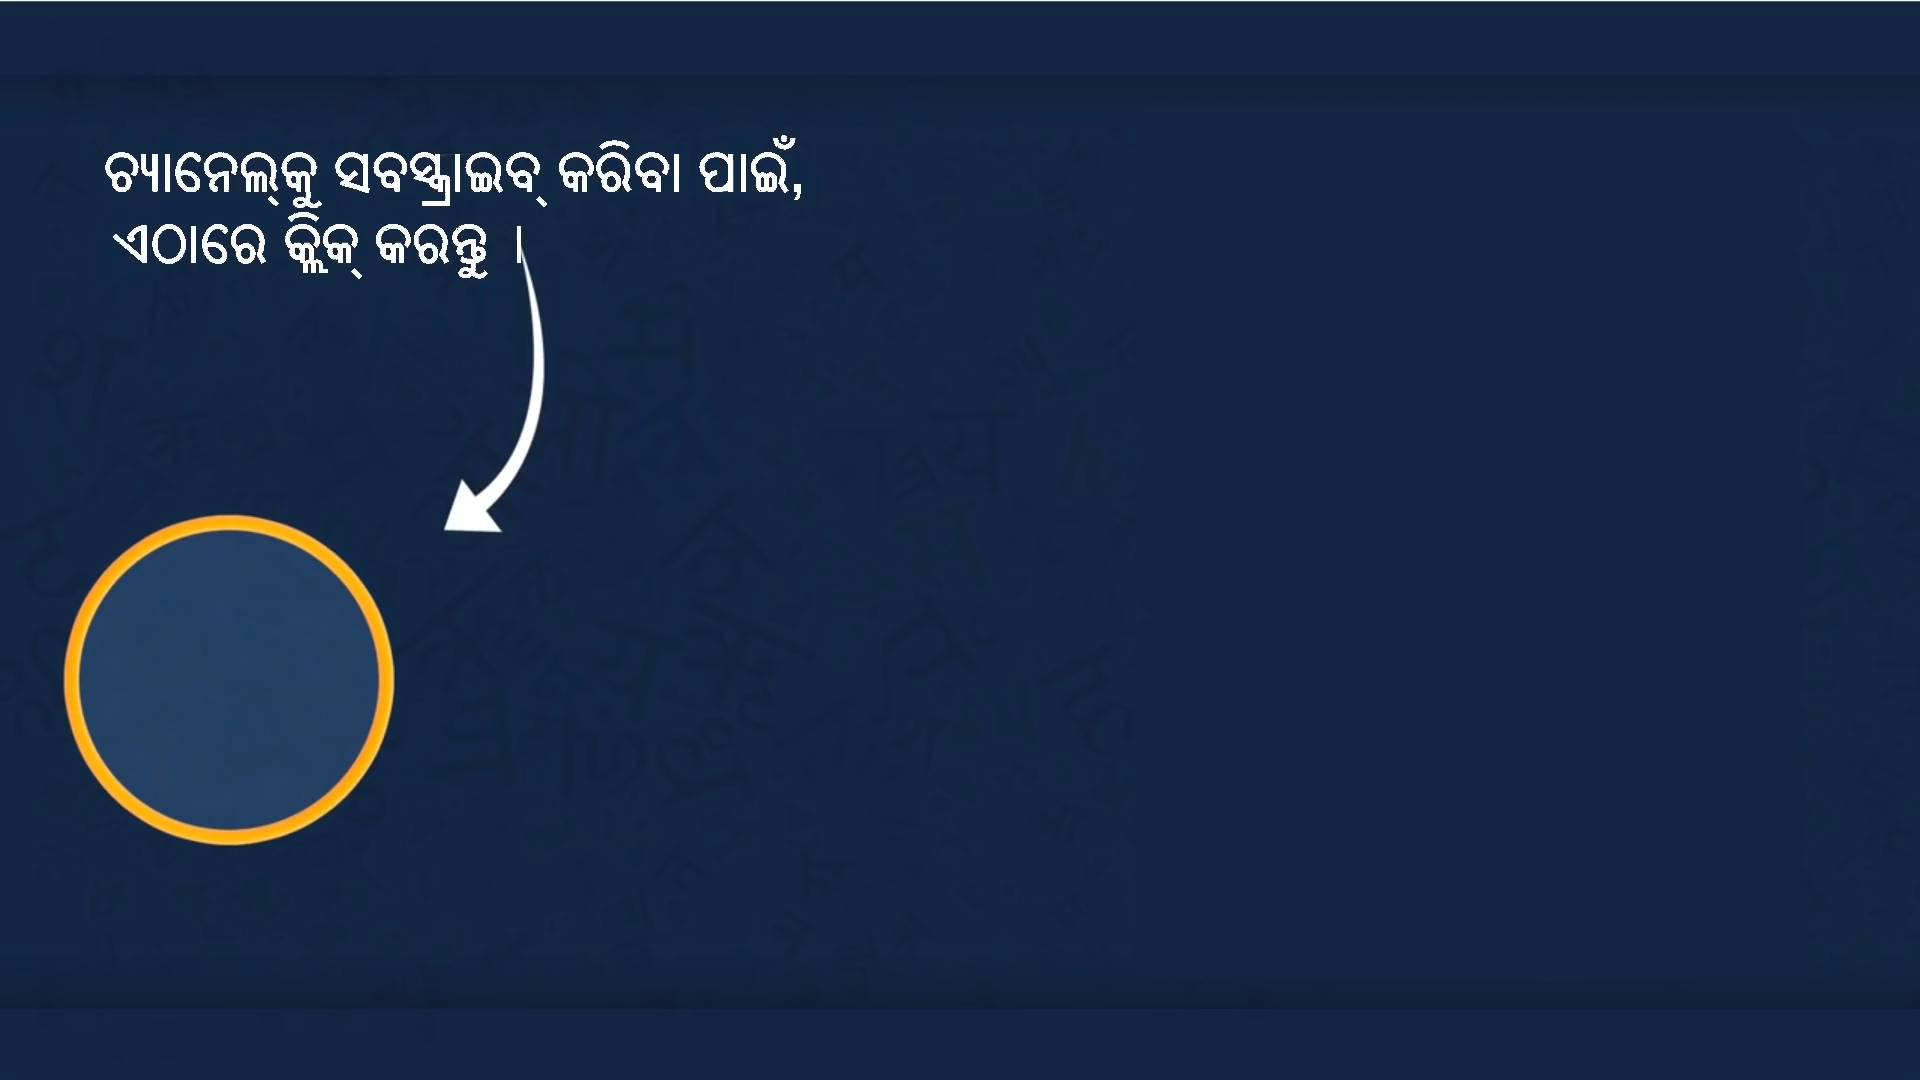 ଚ୍ୟାନେଲ୍‌କୁ ସବସ୍କ୍ରାଇବ୍ କରିବା ପାଇଁ,
ଏଠାରେ କ୍ଲିକ୍ କରନ୍ତୁ ।